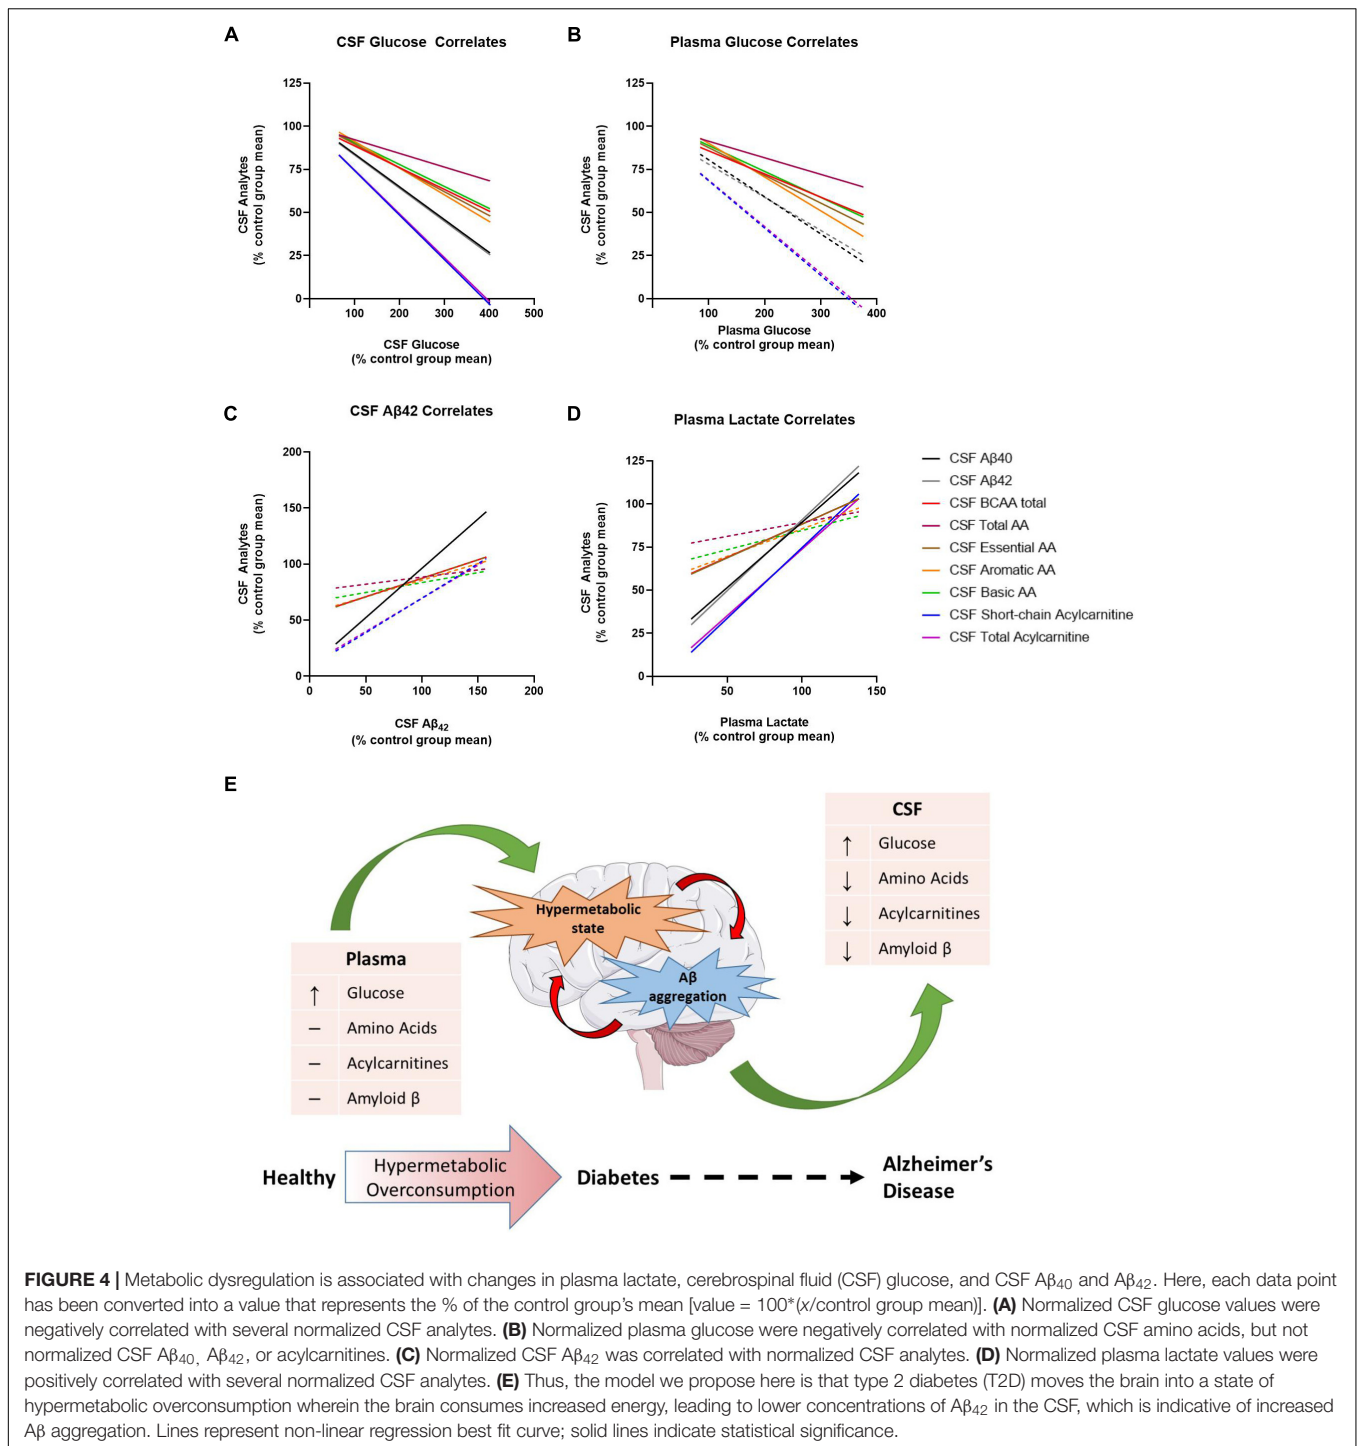 A
CSF Glucose Correlates
125
100
75
50
25
0
100 200 300 400 500
CSF Analytes
(% control group mean)
CSF Glucose
(% control group mean)
B
Plasma Glucose Correlates
125
100
75
50
25
0
100 200 300 400
CSF Analytes
(% control group mean)
Plasma Glucose
(% control group mean)
C
CSF Aβ42 Correlates
200
150
100
50
0
0 50 100 150 200
CSF Analytes
(% control group mean)
CSF Aβ₄₂
(% control group mean)
D
Plasma Lactate Correlates
125
100
75
50
25
0
50 100 150
CSF Analytes
(% control group mean)
Plasma Lactate
(% control group mean)
CSF Aβ40
CSF Aβ42
CSF BCAA total
CSF Total AA
CSF Essential AA
CSF Aromatic AA
CSF Basic AA
CSF Short-chain Acylcarnitine
CSF Total Acylcarnitine
E
Plasma
↑ Glucose
– Amino Acids
– Acylcarnitines
– Amyloid β
Hypermetabolic
state
Aβ
aggregation
CSF
↑ Glucose
↓ Amino Acids
↓ Acylcarnitines
↓ Amyloid β
Healthy
Hypermetabolic
Overconsumption
Diabetes
Alzheimer's
Disease
FIGURE 4 | Metabolic dysregulation is associated with changes in plasma lactate, cerebrospinal fluid (CSF) glucose, and CSF Aβ₄₀ and Aβ₄₂. Here, each data point
has been converted into a value that represents the % of the control group's mean [value = 100*(x/control group mean)]. (A) Normalized CSF glucose values were
negatively correlated with several normalized CSF analytes. (B) Normalized plasma glucose were negatively correlated with normalized CSF amino acids, but not
normalized CSF Aβ₄₀, Aβ₄₂, or acylcarnitines. (C) Normalized CSF Aβ₄₂ was correlated with normalized CSF analytes. (D) Normalized plasma lactate values were
positively correlated with several normalized CSF analytes. (E) Thus, the model we propose here is that type 2 diabetes (T2D) moves the brain into a state of
hypermetabolic overconsumption wherein the brain consumes increased energy, leading to lower concentrations of Aβ₄₂ in the CSF, which is indicative of increased
Aβ aggregation. Lines represent non-linear regression best fit curve; solid lines indicate statistical significance.